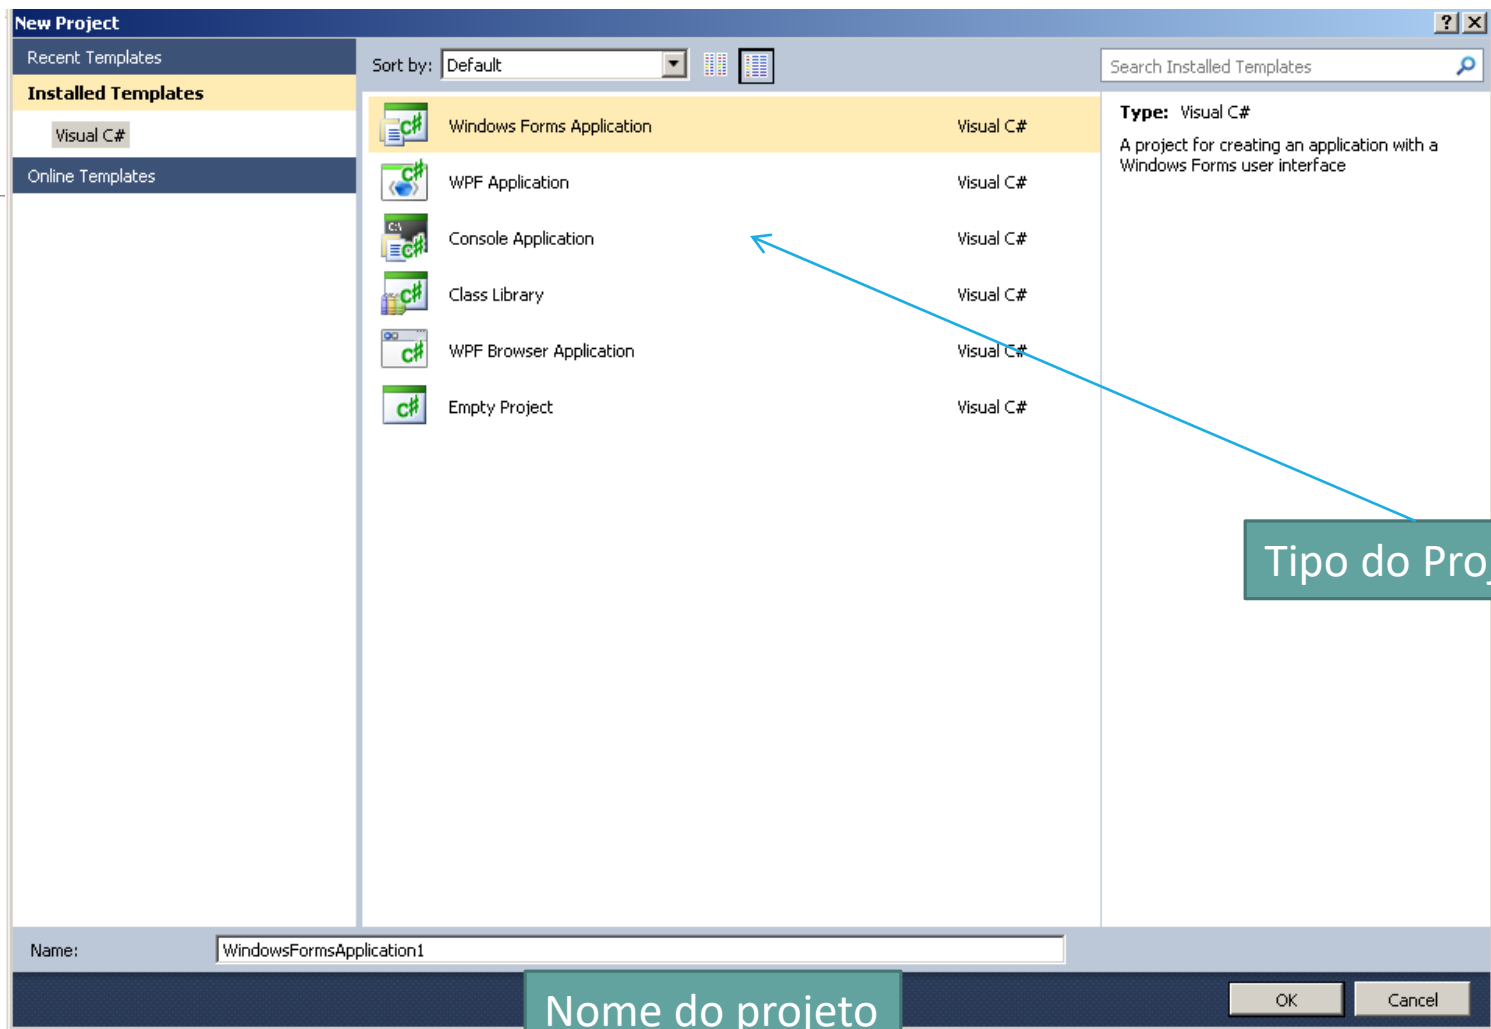 New Project
Recent Templates
Installed Templates
Visual C#
Online Templates
Sort by: Default
Search Installed Templates
Windows Forms Application Visual C#
WPF Application Visual C#
Console Application Visual C#
Class Library Visual C#
WPF Browser Application Visual C#
Empty Project Visual C#
Type: Visual C#
A project for creating an application with a
Windows Forms user interface
Tipo do Proj
Name: WindowsFormsApplication1
Nome do projeto
OK Cancel